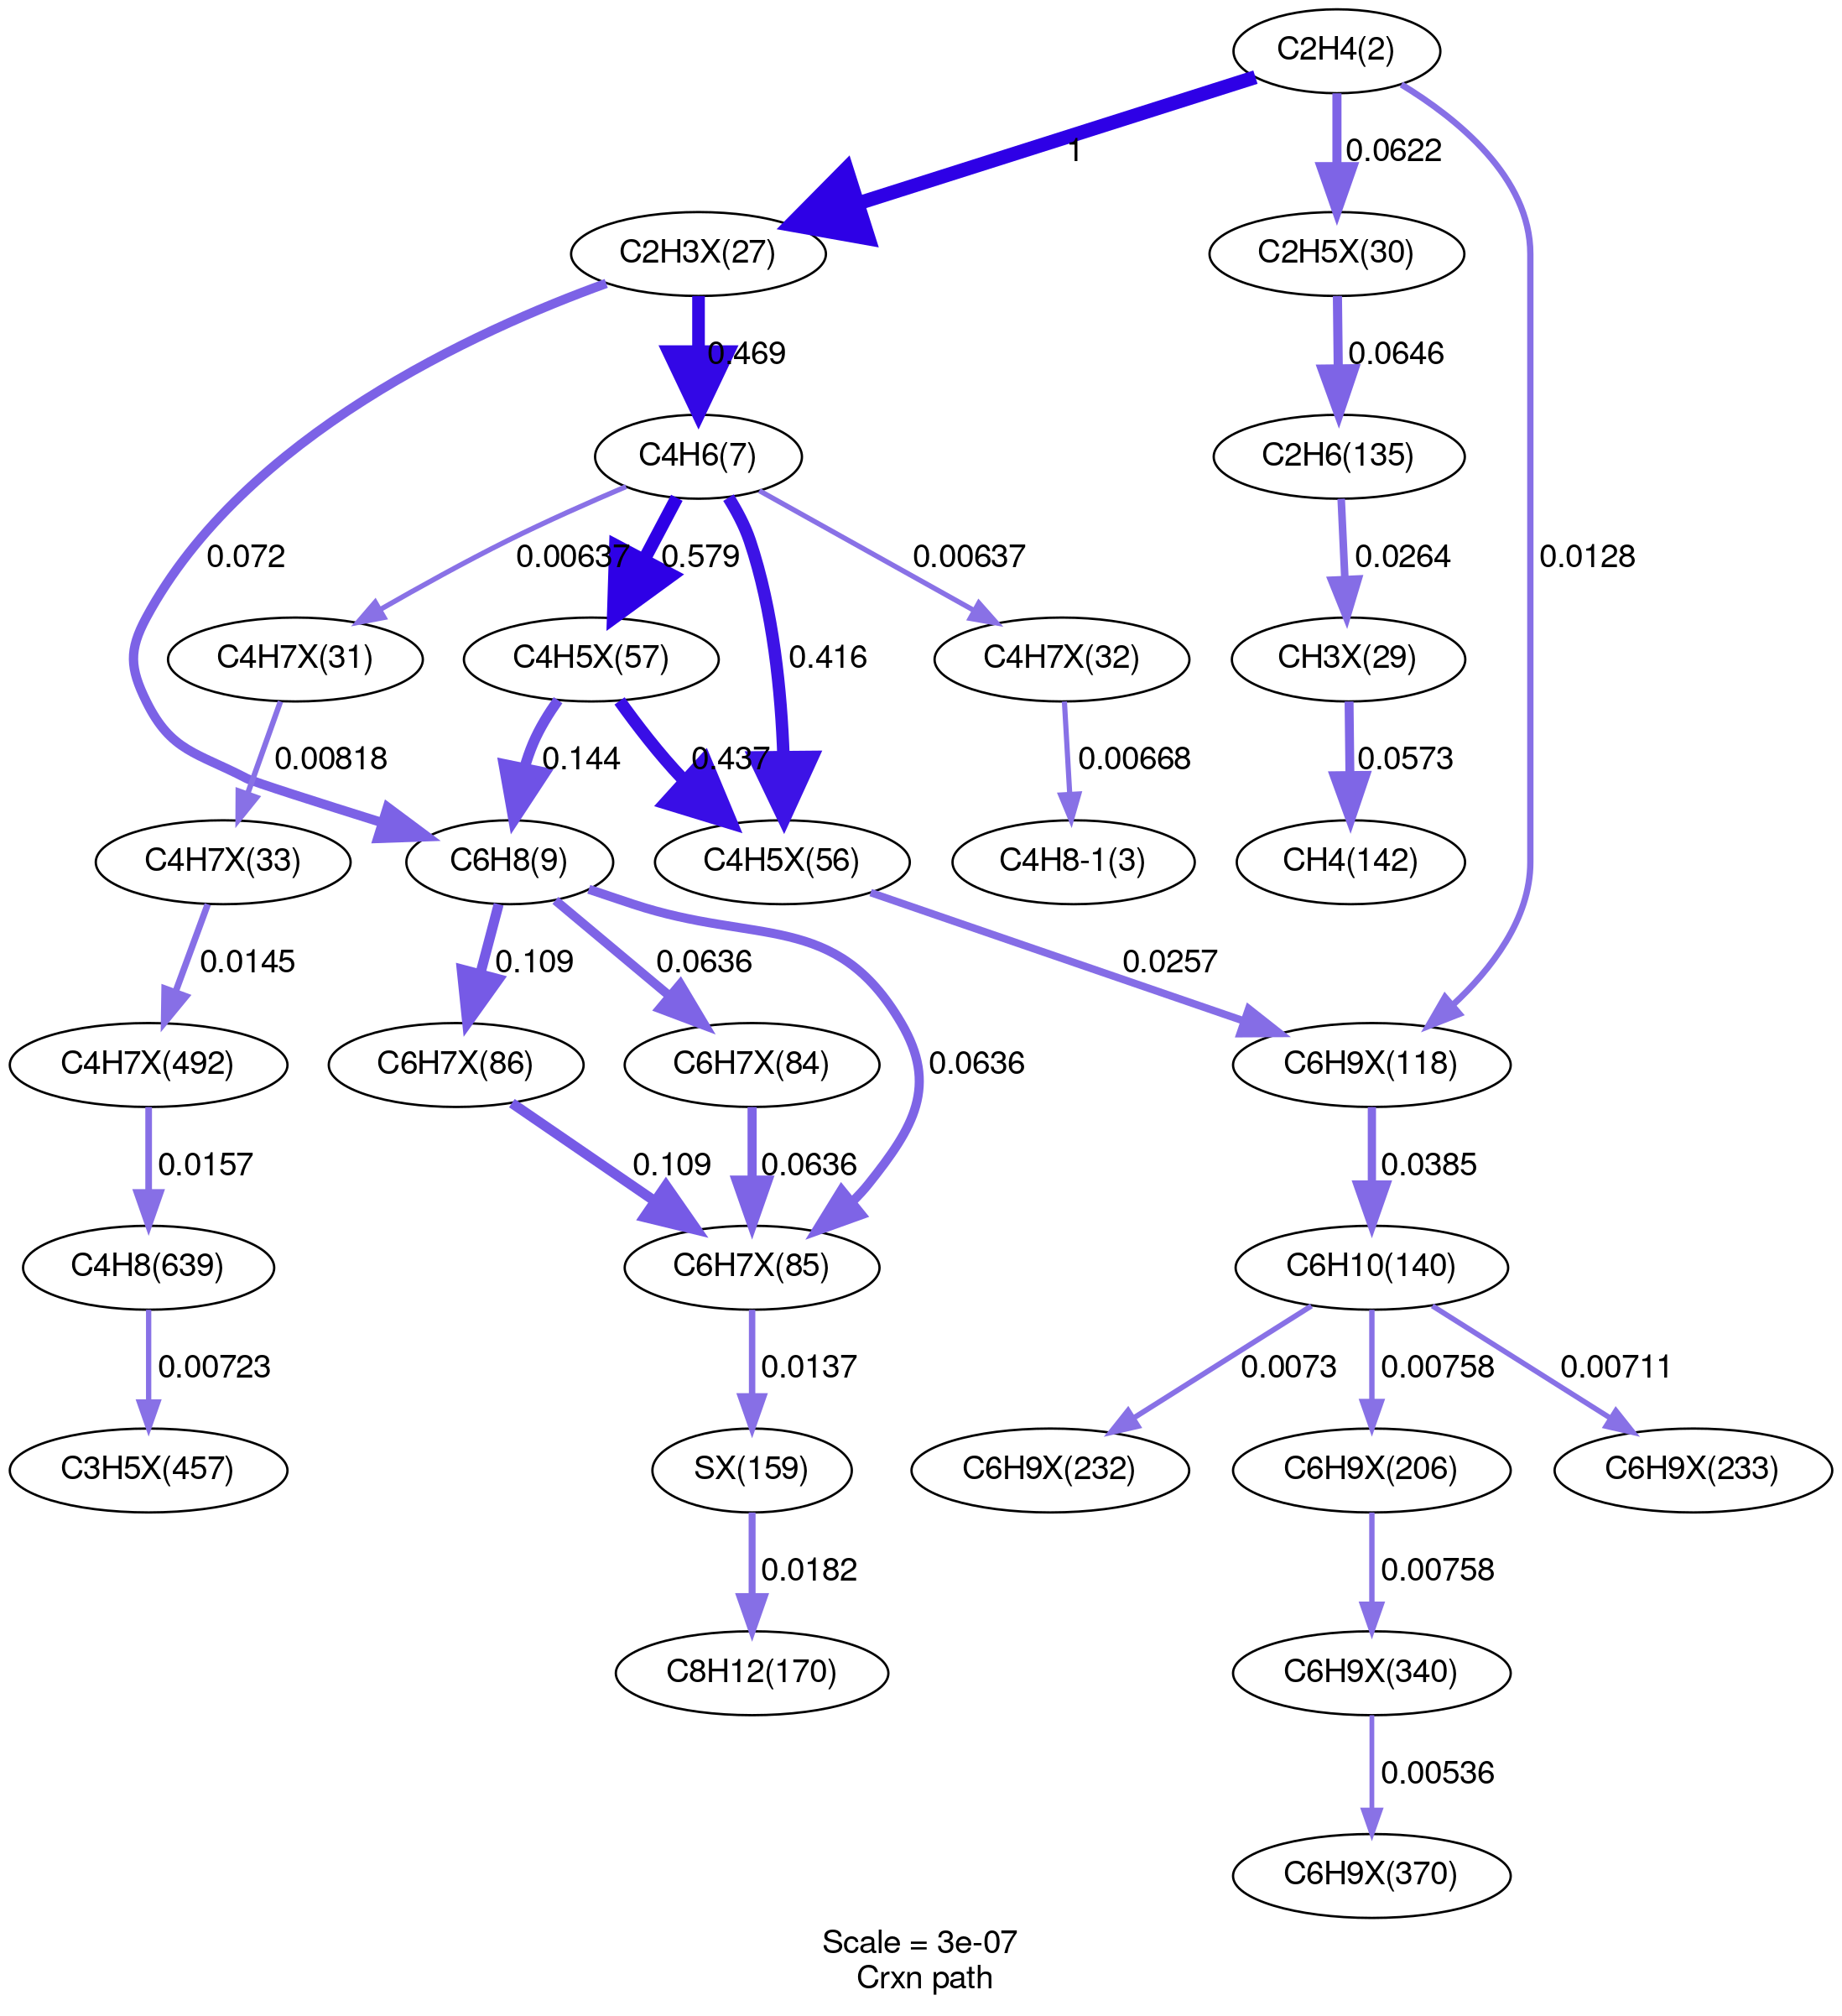 C2H4(2)
1
0.0622
C2H3X(27)
C2H5X(30)
0.469
0.0646
C4H6(7)
C2H6(135)
0.072
0.00637
0.579
0.416
0.00637
0.0264
0.0128
C4H7X(31)
C4H5X(57)
C4H7X(32)
CH3X(29)
0.00818
0.144
0.437
0.00668
0.0573
C4H7X(33)
C6H8(9)
C4H5X(56)
C4H8-1(3)
CH4(142)
0.0145
0.109
0.0636
0.0257
C4H7X(492)
C6H7X(86)
C6H7X(84)
0.0636
C6H9X(118)
0.0157
0.109
0.0636
0.0385
C4H8(639)
C6H7X(85)
C6H10(140)
0.00723
0.0137
0.0073
0.00758
0.00711
C3H5X(457)
SX(159)
C6H9X(232)
C6H9X(206)
C6H9X(233)
0.0182
0.00758
C8H12(170)
C6H9X(340)
0.00536
C6H9X(370)
Scale = 3e-07
Crxn path